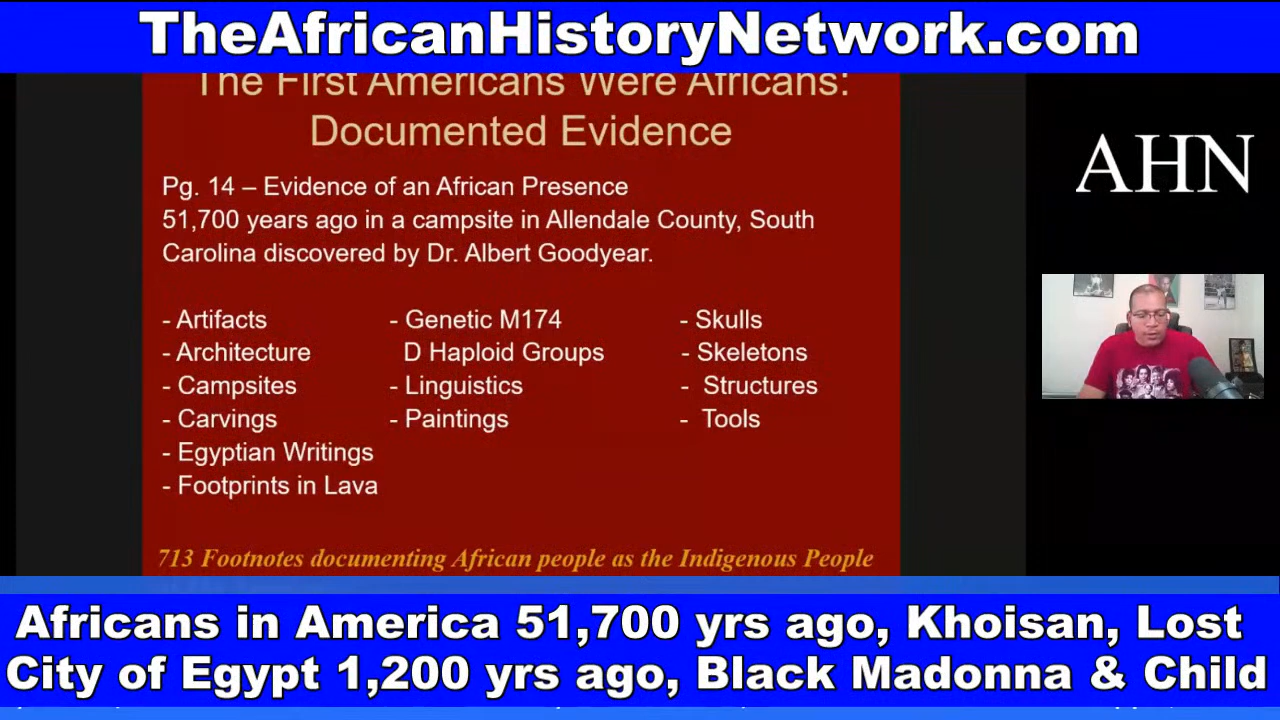 TheAfricanHistoryNetwork.com
The First Americans Were Africans:
Documented Evidence
AHN
Pg. 14 – Evidence of an African Presence
51,700 years ago in a campsite in Allendale County, South
Carolina discovered by Dr. Albert Goodyear.
- Artifacts
- Architecture
- Campsites
- Carvings
- Egyptian Writings
- Footprints in Lava
- Genetic M174
D Haploid Groups
- Linguistics
- Paintings
- Skulls
- Skeletons
- Structures
- Tools
713 Footnotes documenting African people as the Indigenous People
Africans in America 51,700 yrs ago, Khoisan, Lost
City of Egypt 1,200 yrs ago, Black Madonna & Child